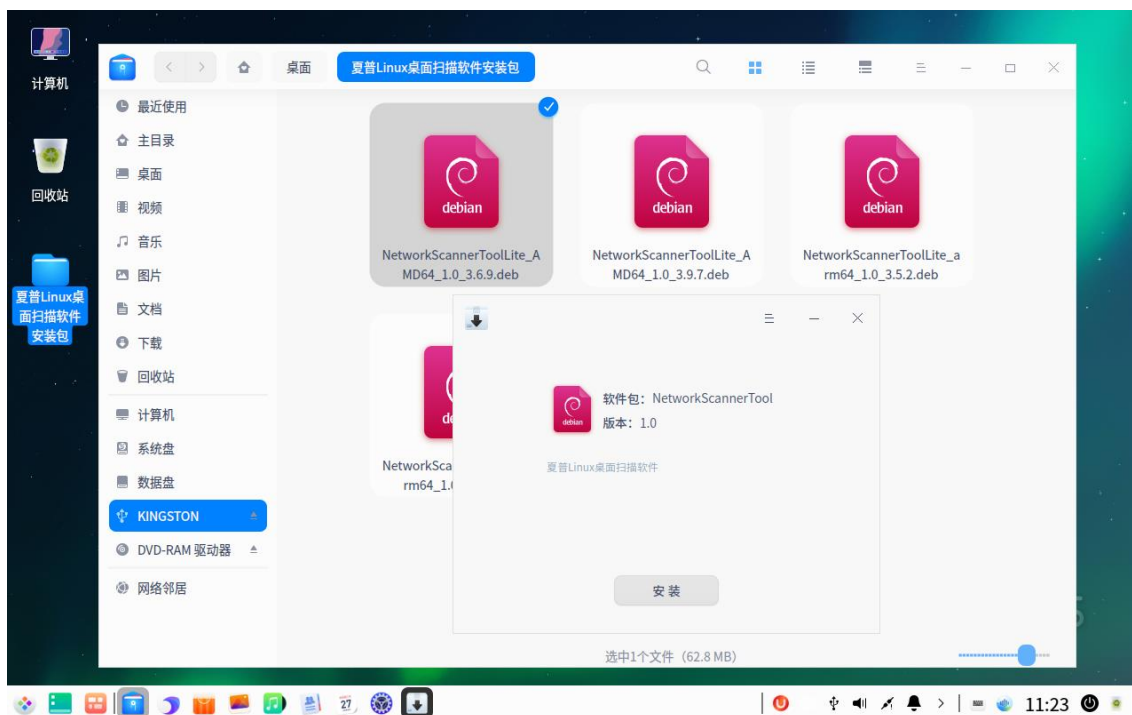 计算机
回收站
夏普Linux桌
面扫描软件
安装包
桌面
夏普Linux桌面扫描软件安装包
最近使用
主目录
桌面
视频
音乐
图片
文档
下载
回收站
计算机
系统盘
数据盘
KINGSTON
DVD-RAM 驱动器
网络邻居
debian
NetworkScannerToolLite_A
MD64_1.0_3.6.9.deb
debian
NetworkScannerToolLite_A
MD64_1.0_3.9.7.deb
debian
NetworkScannerToolLite_a
rm64_1.0_3.5.2.deb
de
NetworkSca
rm64_1.0
debian
软件包：NetworkScannerTool
版本：1.0
夏普Linux桌面扫描软件
安装
选中1个文件（62.8 MB）
5
27
11:23